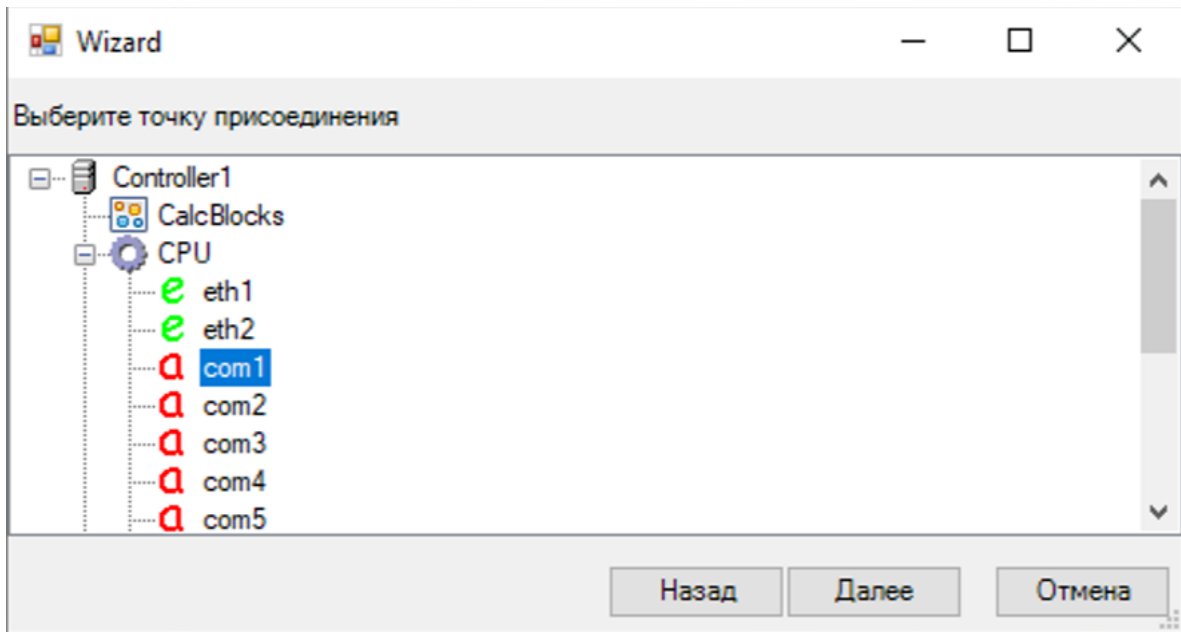 Wizard
Выберите точку присоединения
Controller1
CalcBlocks
CPU
eth1
eth2
com1
com2
com3
com4
com5
Назад Далее Отмена